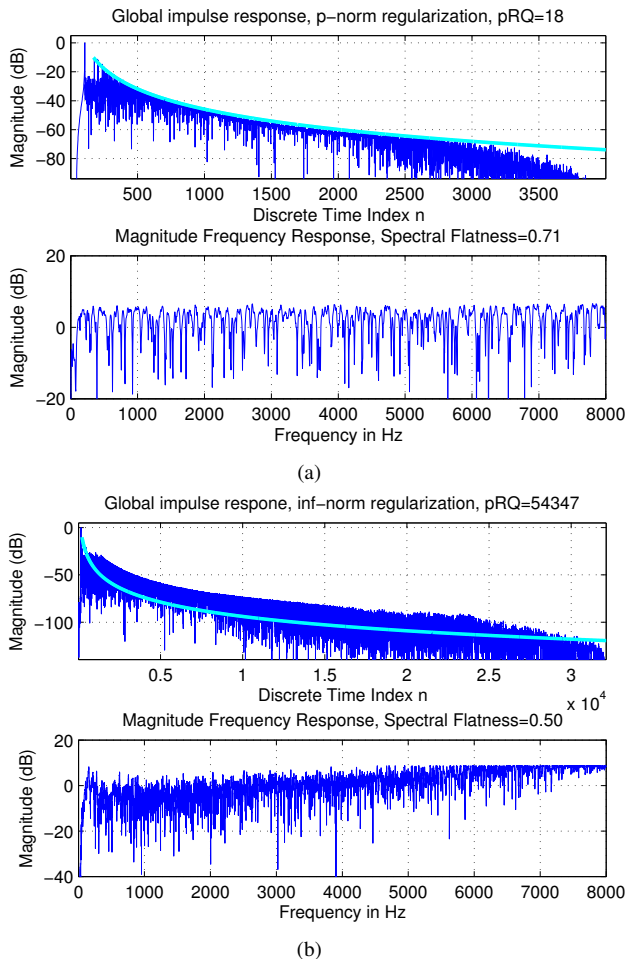 Global impulse response, p−norm regularization, pRQ=18
Magnitude (dB)
0
−20
−40
−60
−80
500 1000 1500 2000 2500 3000 3500
Discrete Time Index n
Magnitude Frequency Response, Spectral Flatness=0.71
Magnitude (dB)
20
0
−20
0 1000 2000 3000 4000 5000 6000 7000 8000
Frequency in Hz
(a)
Global impulse respone, inf−norm regularization, pRQ=54347
Magnitude (dB)
0
−50
−100
0.5 1 1.5 2 2.5 3
x 10^4
Discrete Time Index n
Magnitude Frequency Response, Spectral Flatness=0.50
Magnitude (dB)
20
0
−20
−40
0 1000 2000 3000 4000 5000 6000 7000 8000
Frequency in Hz
(b)